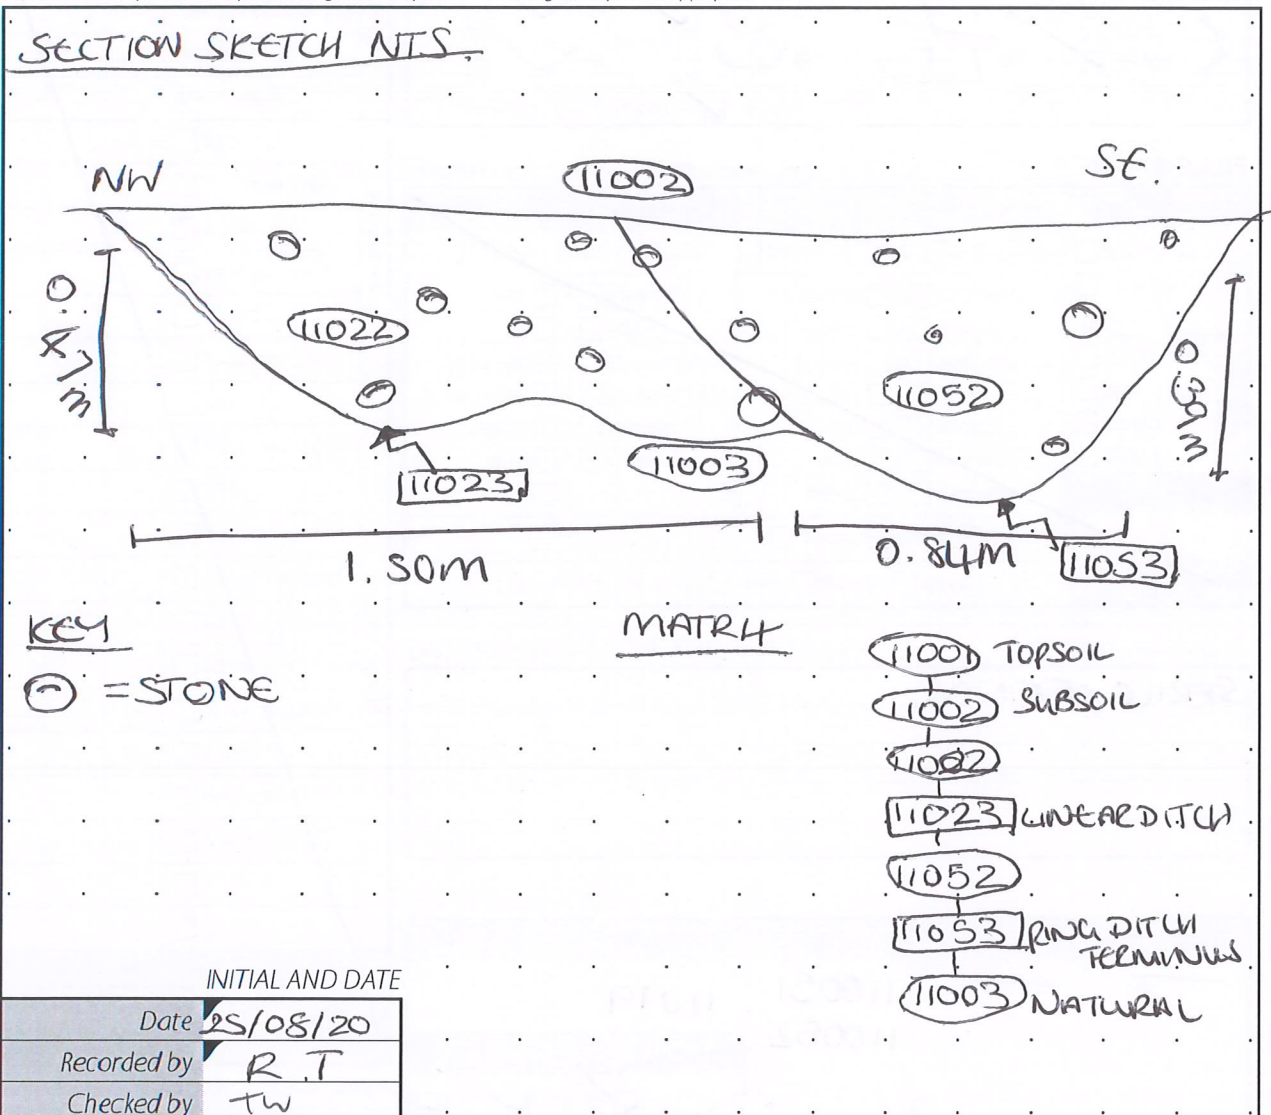 SECTION SKETCH NTS.
NW
11002
SE.
0.47m
11022
11052
0.39m
11003
11023
1.50m
0.84m
11053
KEY
= STONE
MATRIX
11001 TOPSOIL
11002 SUBSOIL
11022
11023 LINEAR DITCH
11052
11053 RING DITCH
TERMINUS
11003 NATURAL
INITIAL AND DATE
Date 25/08/20
Recorded by R.T
Checked by TW